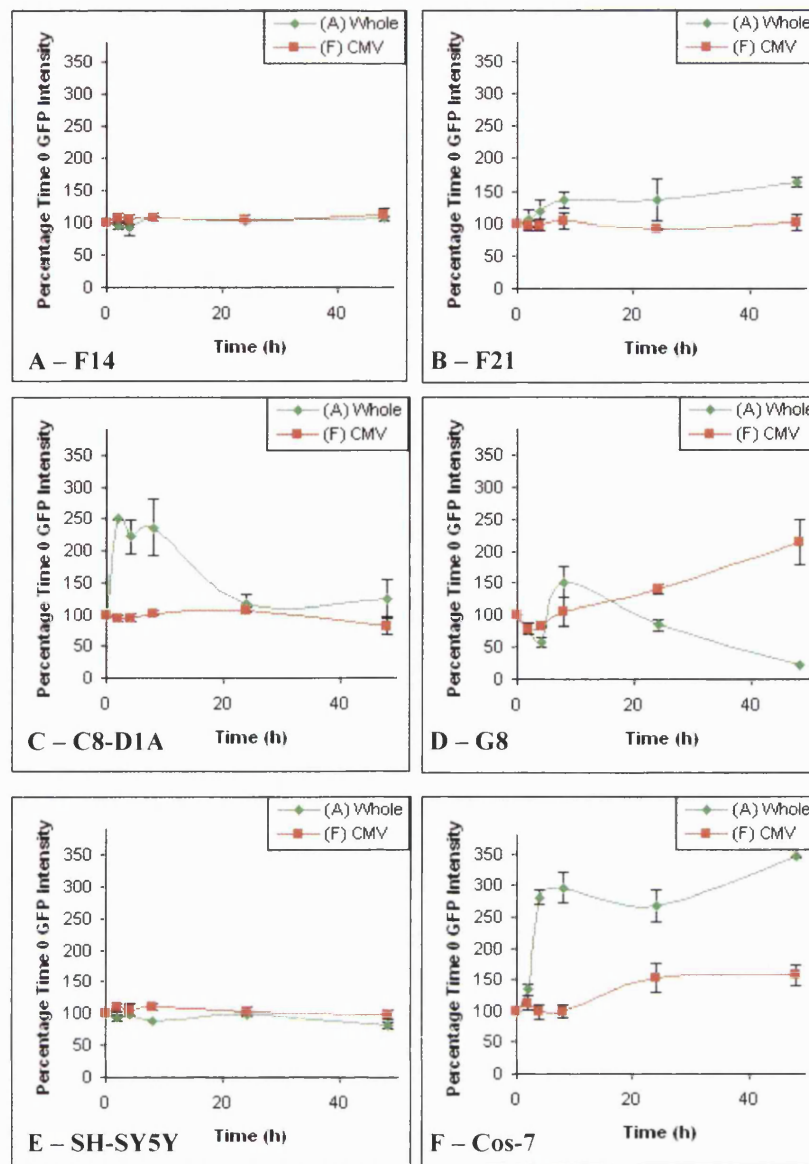 (A) Whole
(F) CMV
Percentage Time 0 GFP Intensity
350
300
250
200
150
100
50
0
0 20 40
Time (h)
A – F14
(A) Whole
(F) CMV
Percentage Time 0 GFP Intensity
350
300
250
200
150
100
50
0
0 20 40
Time (h)
B – F21
(A) Whole
(F) CMV
Percentage Time 0 GFP Intensity
350
300
250
200
150
100
50
0
0 20 40
Time (h)
C – C8-D1A
(A) Whole
(F) CMV
Percentage Time 0 GFP Intensity
350
300
250
200
150
100
50
0
0 20 40
Time (h)
D – G8
(A) Whole
(F) CMV
Percentage Time 0 GFP Intensity
350
300
250
200
150
100
50
0
0 20 40
Time (h)
E – SH-SY5Y
(A) Whole
(F) CMV
Percentage Time 0 GFP Intensity
350
300
250
200
150
100
50
0
0 20 40
Time (h)
F – Cos-7